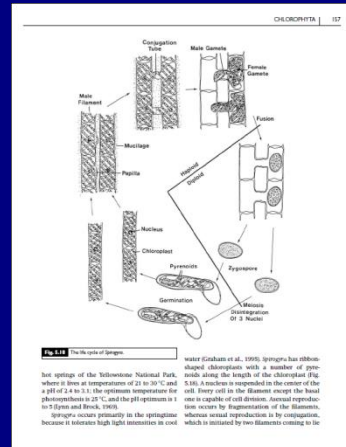 CHLOROPHYTA | 157
Conjugation
Tube
Male Gamete
Female
Gamete
Male
Filament
Fusion
Mucilage
Papilla
Haploid
Diploid
Nucleus
Chloroplast
Pyrenoids
Zygospore
Germination
Meiosis
Disintegration
Of 3 Nuclei
Fig. 5.18 The life cycle of Spirogyra.
hot springs of the Yellowstone National Park,
where it lives at temperatures of 21 to 30 °C and
a pH of 2.4 to 3.1; the optimum temperature for
photosynthesis is 25 °C, and the pH optimum is 1
to 5 (Lynn and Brock, 1969).
Spirogyra occurs primarily in the springtime
because it tolerates high light intensities in cool
water (Graham et al., 1995). Spirogyra has ribbon-
shaped chloroplasts with a number of pyre-
noids along the length of the chloroplast (Fig.
5.18). A nucleus is suspended in the center of the
cell. Every cell in the filament except the basal
one is capable of cell division. Asexual reproduc-
tion occurs by fragmentation of the filaments,
whereas sexual reproduction is by conjugation,
which is initiated by two filaments coming to lie